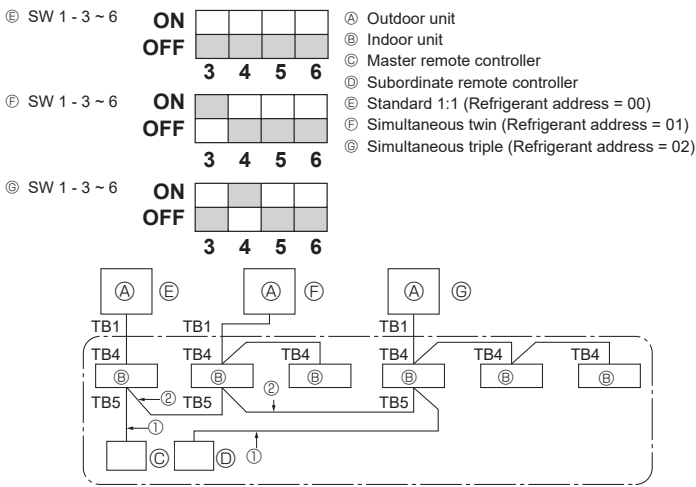 Ⓔ SW 1 - 3 ~ 6 ON
OFF
3 4 5 6
Ⓕ SW 1 - 3 ~ 6 ON
OFF
3 4 5 6
Ⓖ SW 1 - 3 ~ 6 ON
OFF
3 4 5 6
Ⓐ Outdoor unit
Ⓑ Indoor unit
Ⓒ Master remote controller
Ⓓ Subordinate remote controller
Ⓔ Standard 1:1 (Refrigerant address = 00)
Ⓕ Simultaneous twin (Refrigerant address = 01)
Ⓖ Simultaneous triple (Refrigerant address = 02)
Ⓐ Ⓔ Ⓐ Ⓕ Ⓐ Ⓖ
TB1 TB1 TB1
TB4 TB4 TB4 TB4 TB4 TB4
Ⓑ Ⓑ Ⓑ Ⓑ Ⓑ Ⓑ
TB5 ② TB5 ② TB5
① ①
Ⓒ Ⓓ